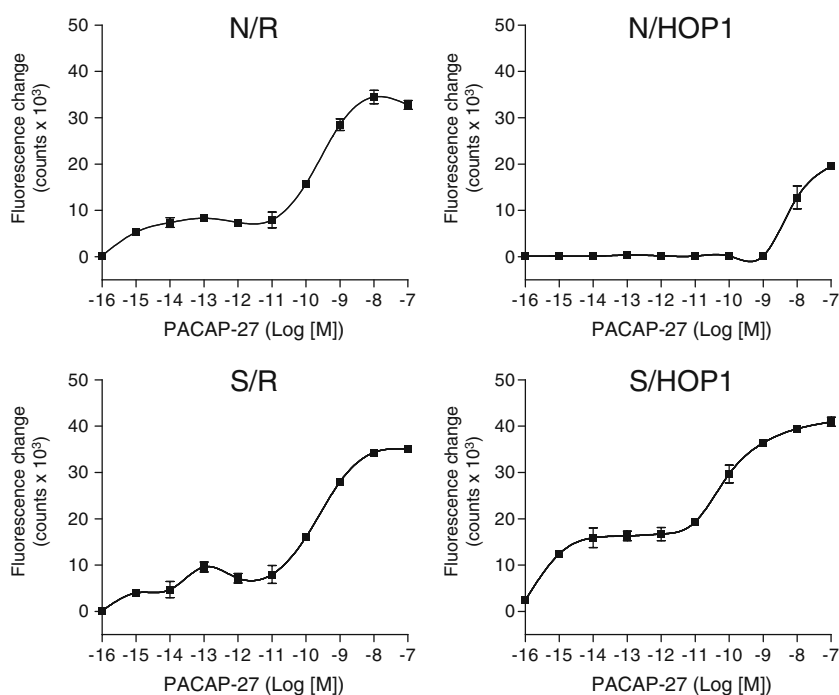 N/R
Fluorescence change
(counts x 10³)
50
40
30
20
10
0
-16 -15 -14 -13 -12 -11 -10 -9 -8 -7
PACAP-27 (Log [M])
N/HOP1
Fluorescence change
(counts x 10³)
50
40
30
20
10
0
-16 -15 -14 -13 -12 -11 -10 -9 -8 -7
PACAP-27 (Log [M])
S/R
Fluorescence change
(counts x 10³)
50
40
30
20
10
0
-16 -15 -14 -13 -12 -11 -10 -9 -8 -7
PACAP-27 (Log [M])
S/HOP1
Fluorescence change
(counts x 10³)
50
40
30
20
10
0
-16 -15 -14 -13 -12 -11 -10 -9 -8 -7
PACAP-27 (Log [M])